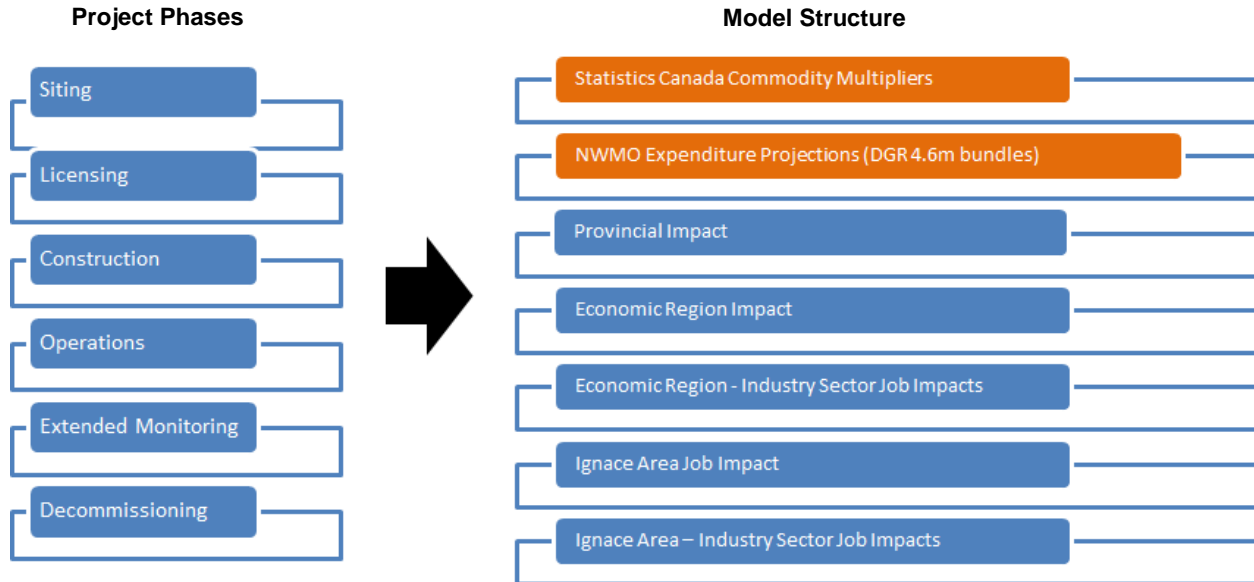 Project Phases
Siting
Licensing
Construction
Operations
Extended Monitoring
Decommissioning
Model Structure
Statistics Canada Commodity Multipliers
NWMO Expenditure Projections (DGR 4.6m bundles)
Provincial Impact
Economic Region Impact
Economic Region - Industry Sector Job Impacts
Ignace Area Job Impact
Ignace Area – Industry Sector Job Impacts